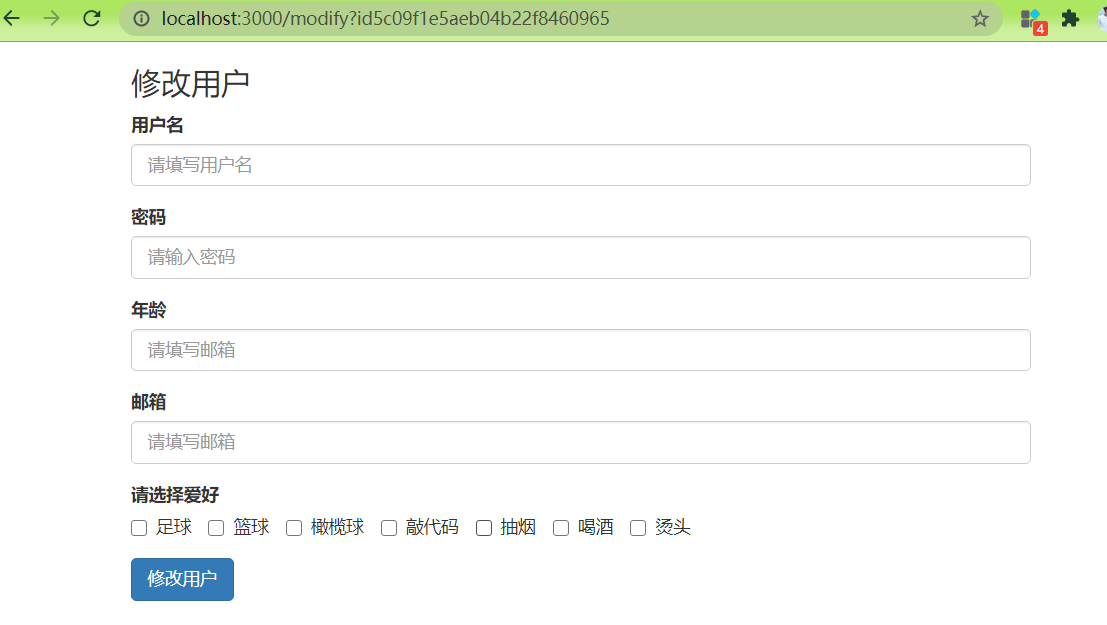 localhost:3000/modify?id5c09f1e5aeb04b22f8460965
4
修改用户
用户名
请填写用户名
密码
请输入密码
年龄
请填写邮箱
邮箱
请填写邮箱
请选择爱好
足球 篮球 橄榄球 敲代码 抽烟 喝酒 烫头
修改用户